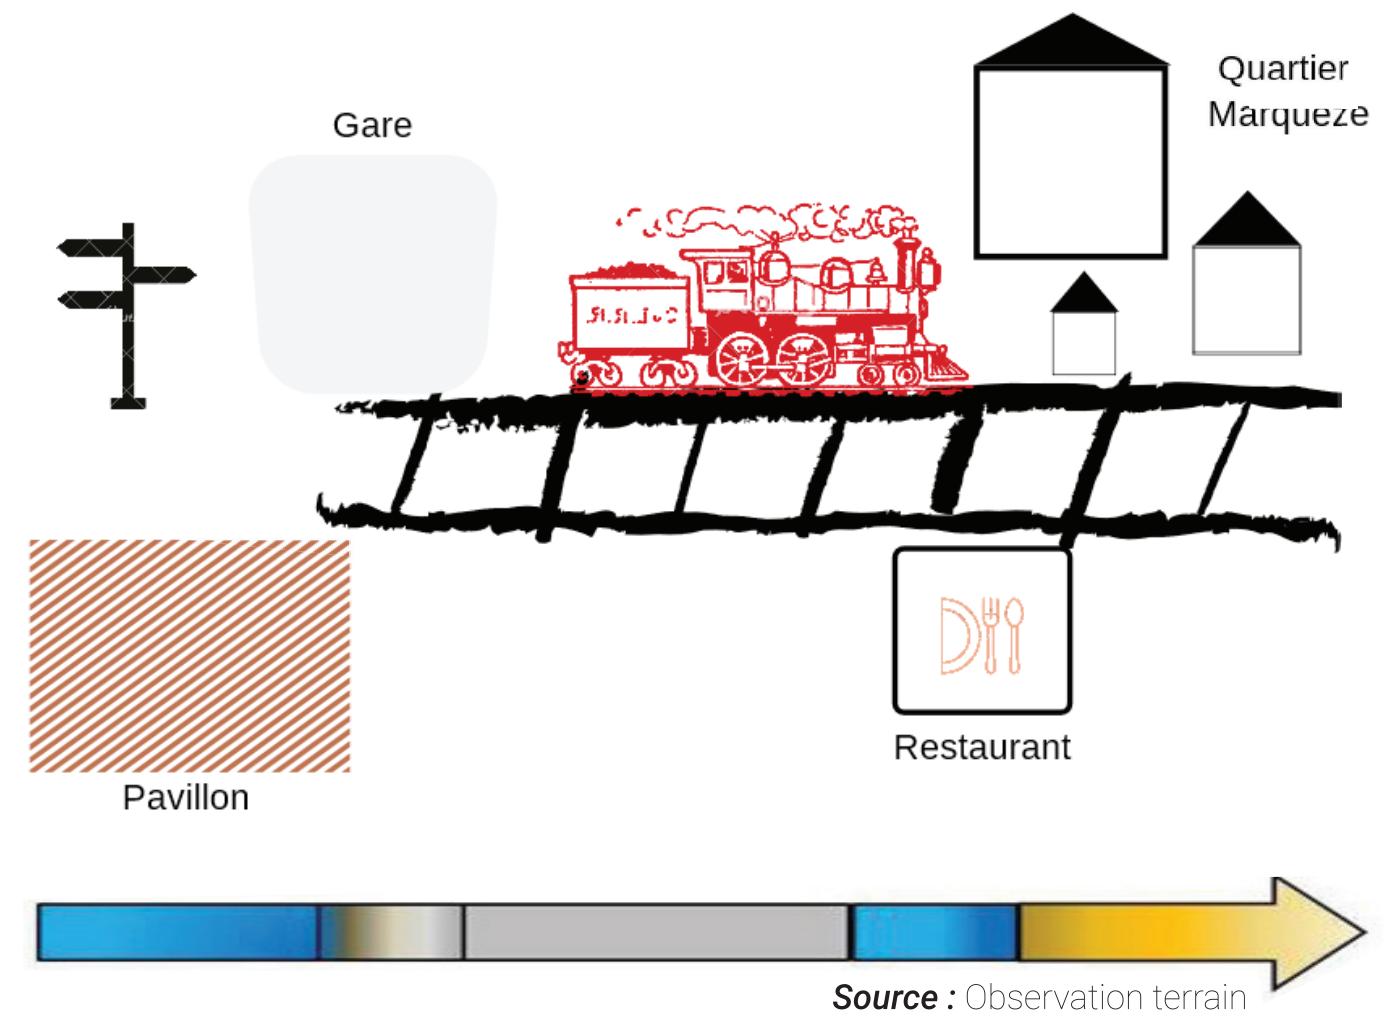 Quartier
Marqueze
Gare
Pavillon
Restaurant
Source : Observation terrain